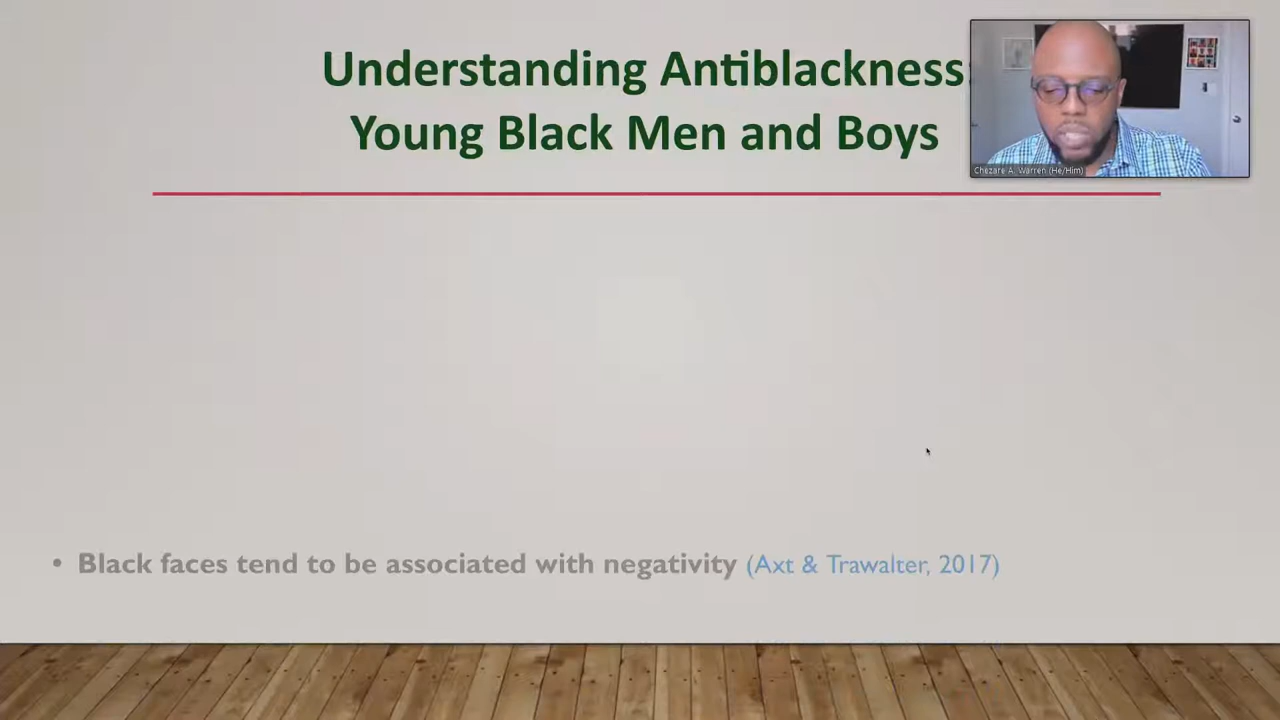 Understanding Antiblackness:
Young Black Men and Boys
Chezare A. Warren (He/Him)
• Black faces tend to be associated with negativity (Axt & Trawalter, 2017)